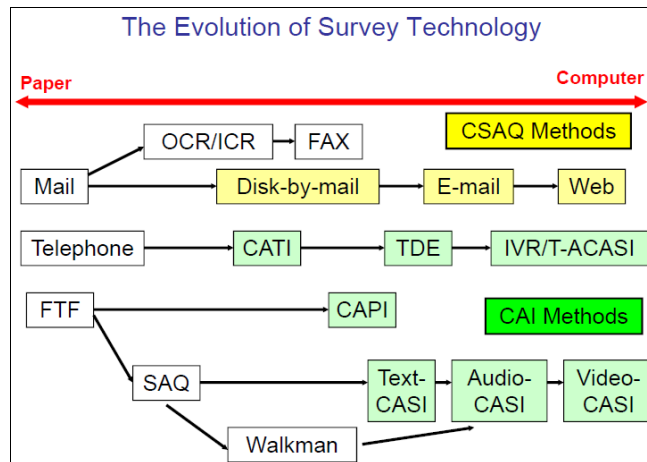 The Evolution of Survey Technology
Paper
Computer
OCR/ICR
FAX
CSAQ Methods
Mail
Disk-by-mail
E-mail
Web
Telephone
CATI
TDE
IVR/T-ACASI
FTF
CAPI
CAI Methods
SAQ
Text-
CASI
Audio-
CASI
Video-
CASI
Walkman